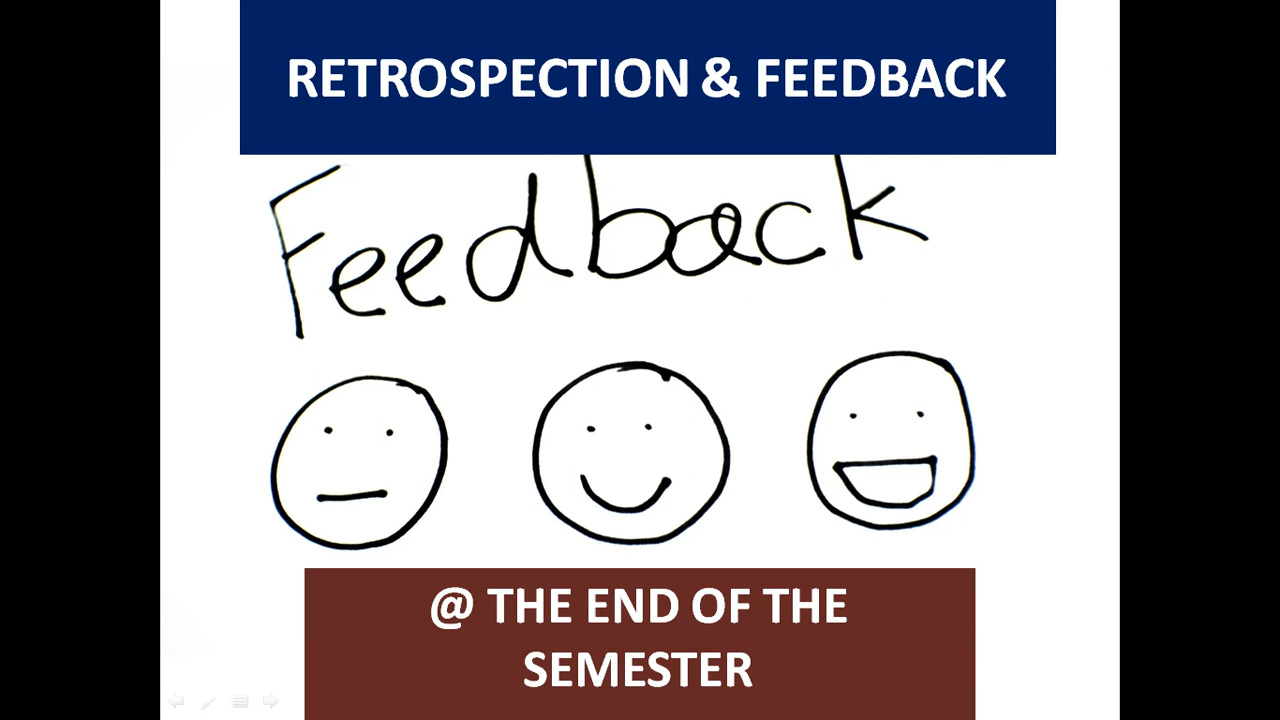 RETROSPECTION & FEEDBACK
Feedback
@ THE END OF THE
SEMESTER